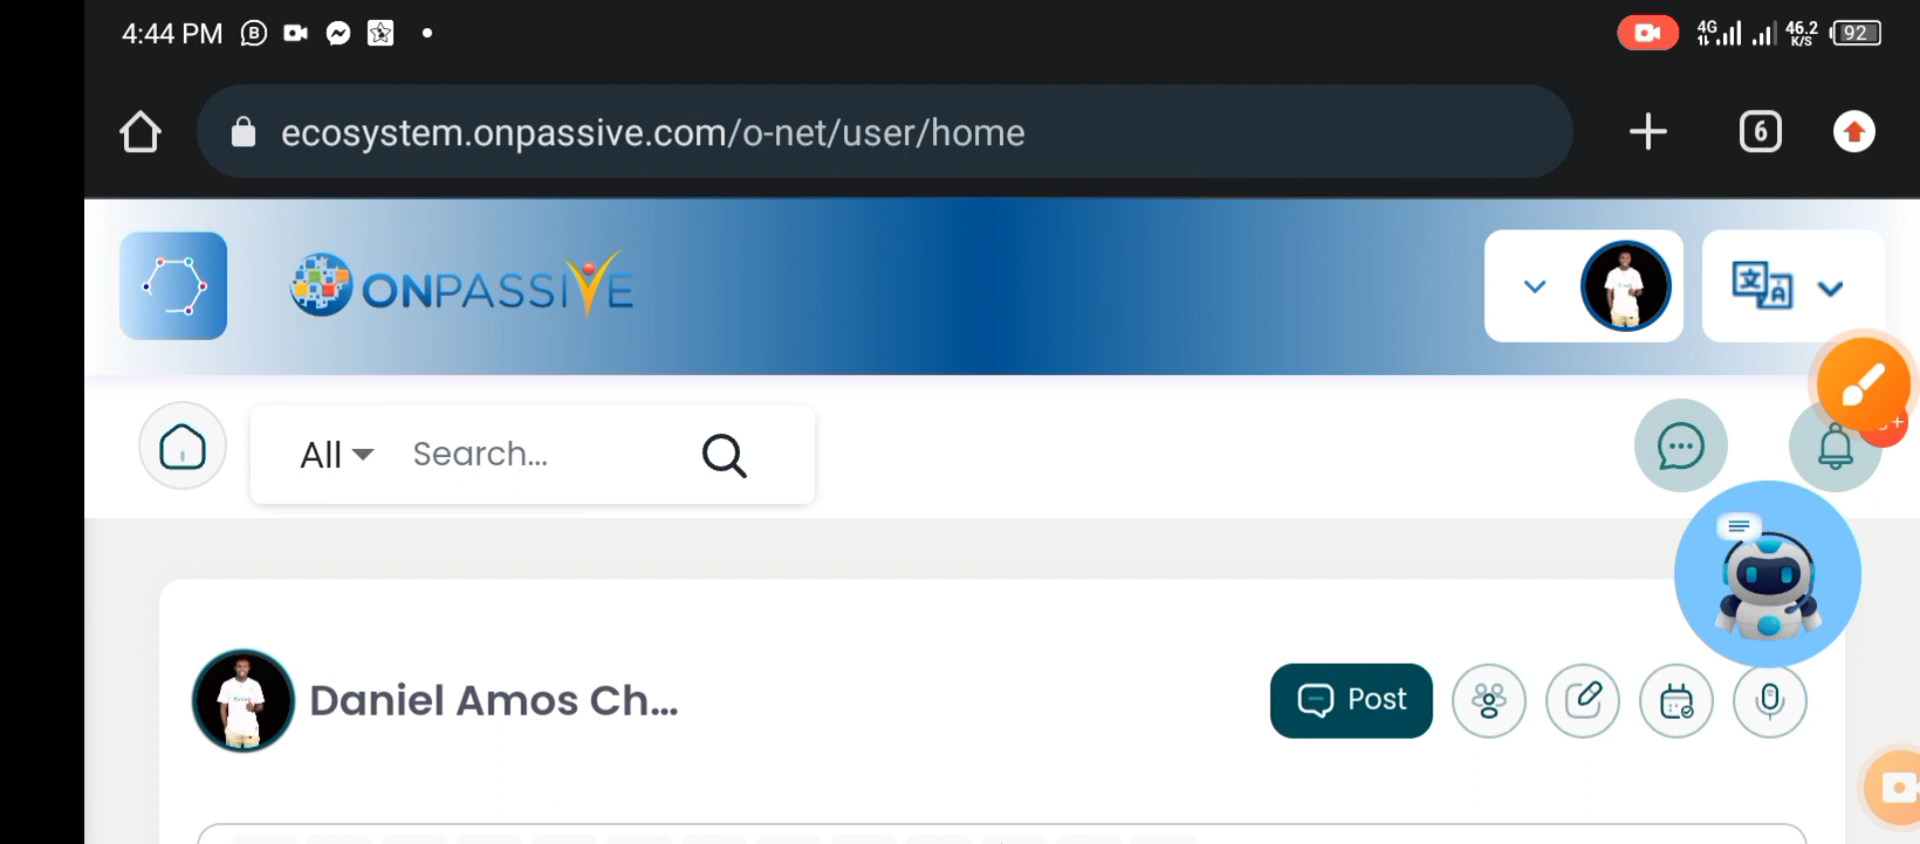 4:44 PM
4G
46.2
K/S
92
ecosystem.onpassive.com/o-net/user/home
6
ONPASSIVE
文
A
All
Search...
Daniel Amos Ch...
Post